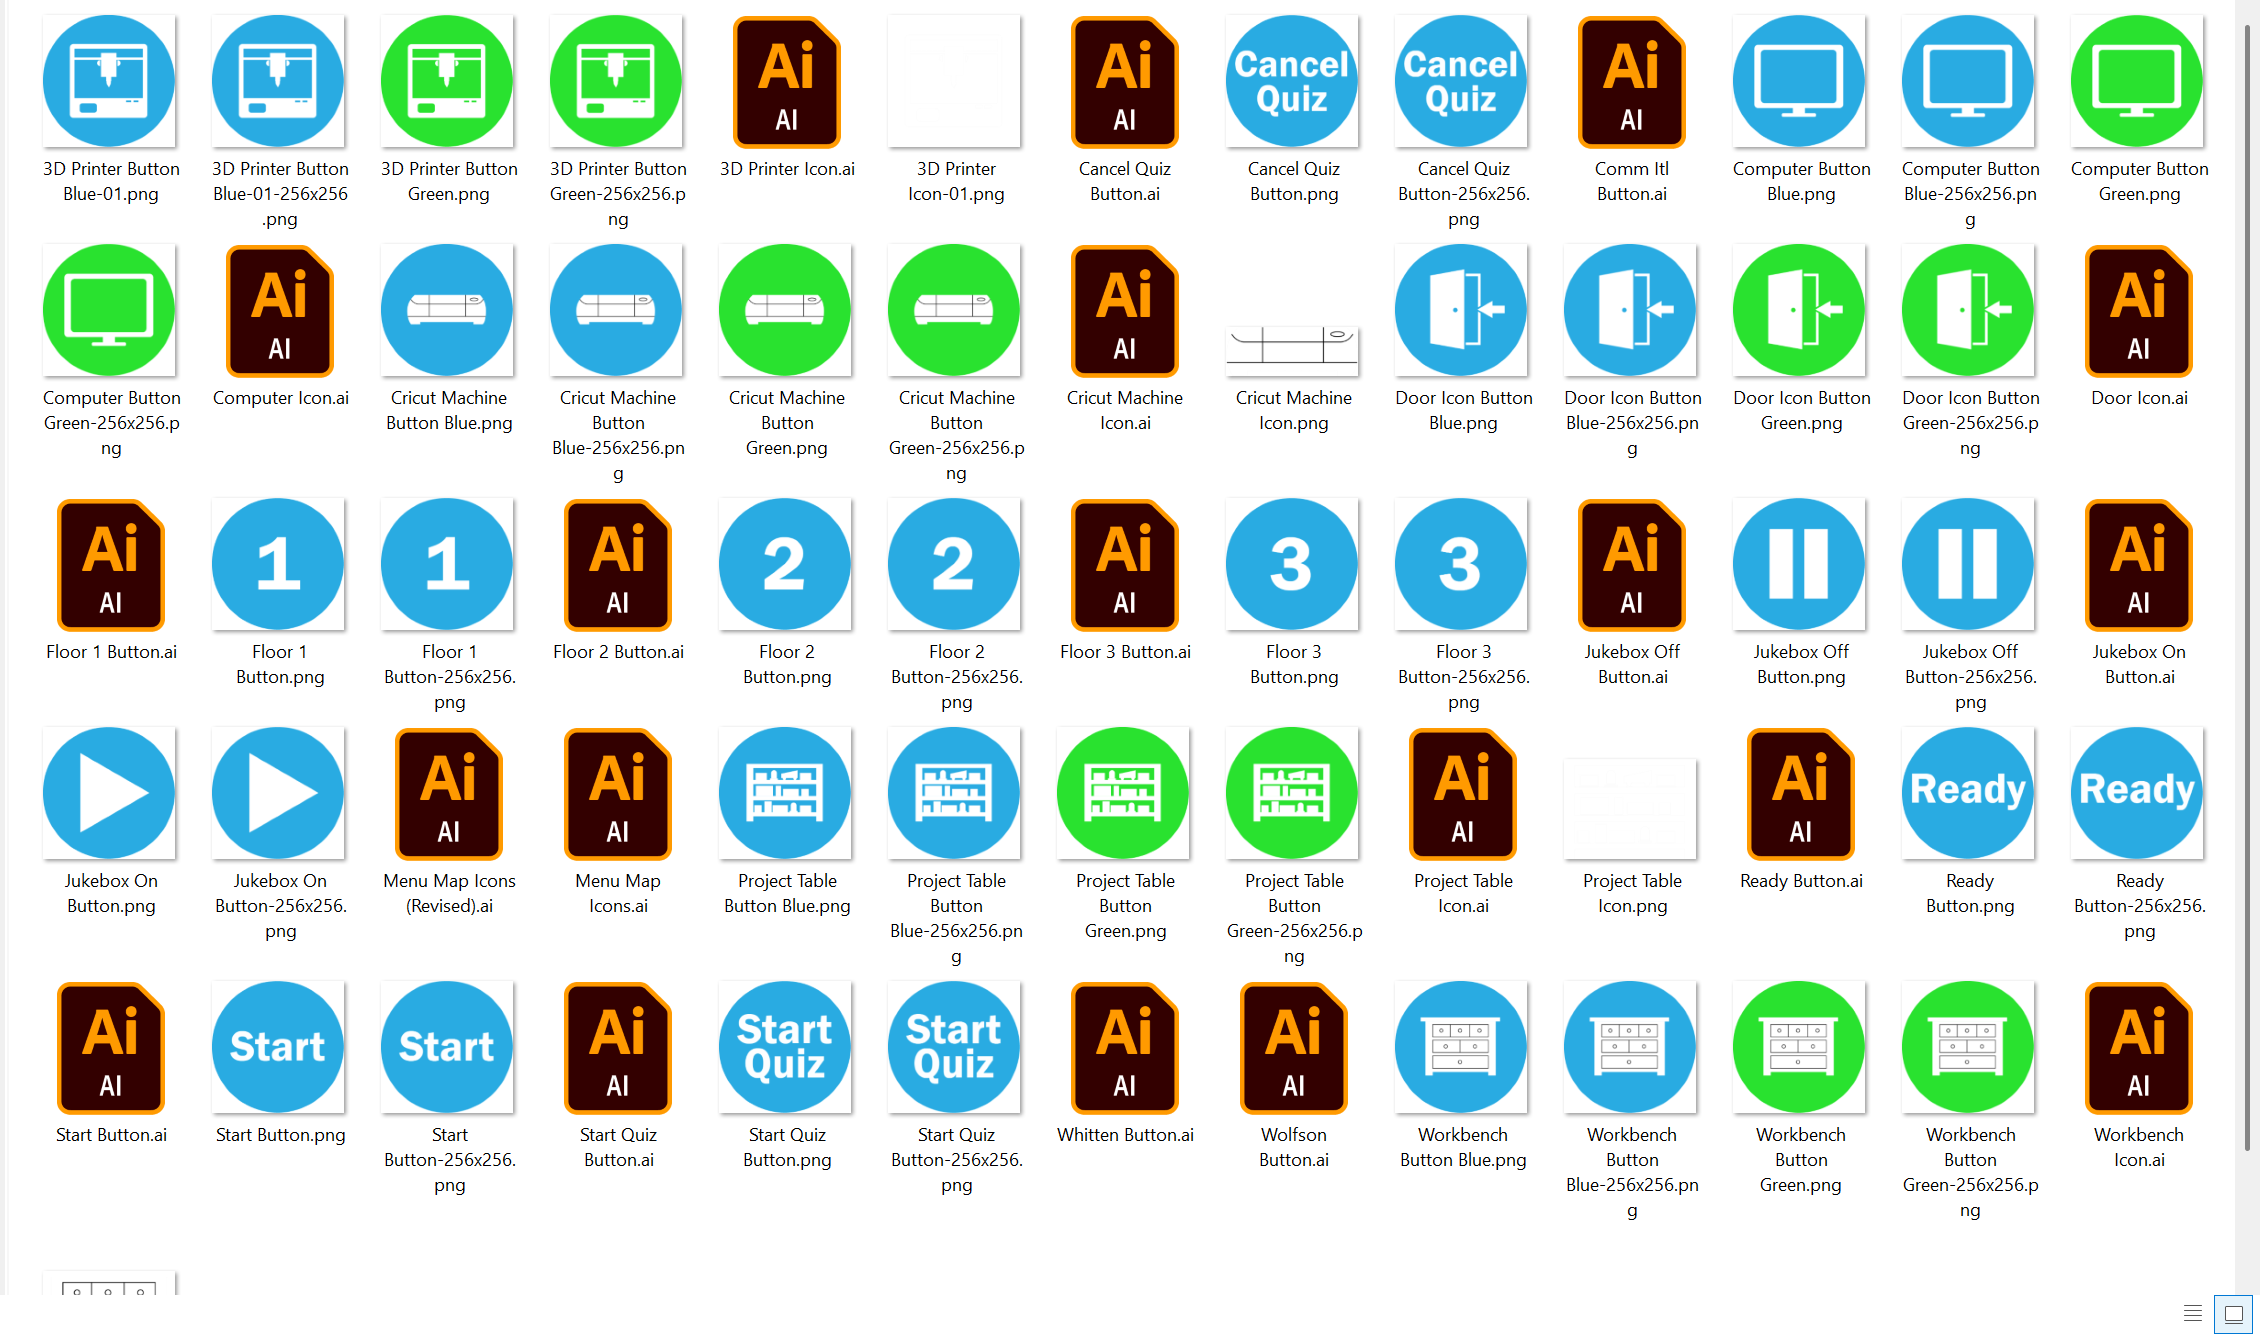 Ai
AI
Cancel
Quiz
Cancel
Quiz
Ai
AI
Ai
AI
3D Printer Button
Blue-01.png
3D Printer Button
Blue-01-256x256
.png
3D Printer Button
Green.png
3D Printer Button
Green-256x256.p
ng
3D Printer Icon.ai
3D Printer
Icon-01.png
Cancel Quiz
Button.ai
Cancel Quiz
Button.png
Cancel Quiz
Button-256x256.
png
Comm Itl
Button.ai
Computer Button
Blue.png
Computer Button
Blue-256x256.pn
g
Computer Button
Green.png
Ai
AI
Ai
AI
Ai
AI
Computer Button
Green-256x256.p
ng
Computer Icon.ai
Cricut Machine
Button Blue.png
Cricut Machine
Button
Blue-256x256.pn
g
Cricut Machine
Button
Green.png
Cricut Machine
Button
Green-256x256.p
ng
Cricut Machine
Icon.ai
Cricut Machine
Icon.png
Door Icon Button
Blue.png
Door Icon Button
Blue-256x256.pn
g
Door Icon Button
Green.png
Door Icon Button
Green-256x256.p
ng
Door Icon.ai
Ai
AI
1
1
Ai
AI
2
2
Ai
AI
3
3
Ai
AI
Ai
AI
Floor 1 Button.ai
Floor 1
Button.png
Floor 1
Button-256x256.
png
Floor 2 Button.ai
Floor 2
Button.png
Floor 2
Button-256x256.
png
Floor 3 Button.ai
Floor 3
Button.png
Floor 3
Button-256x256.
png
Jukebox Off
Button.ai
Jukebox Off
Button.png
Jukebox Off
Button-256x256.
png
Jukebox On
Button.ai
Ai
AI
Ai
AI
Ai
AI
Ai
AI
Ready
Ready
Jukebox On
Button.png
Jukebox On
Button-256x256.
png
Menu Map Icons
(Revised).ai
Menu Map
Icons.ai
Project Table
Button Blue.png
Project Table
Button
Blue-256x256.pn
g
Project Table
Button
Green.png
Project Table
Button
Green-256x256.p
ng
Project Table
Icon.ai
Project Table
Icon.png
Ready Button.ai
Ready
Button.png
Ready
Button-256x256.
png
Ai
AI
Start
Start
Ai
AI
Start
Quiz
Start
Quiz
Ai
AI
Ai
AI
Ai
AI
Start Button.ai
Start Button.png
Start
Button-256x256.
png
Start Quiz
Button.ai
Start Quiz
Button.png
Start Quiz
Button-256x256.
png
Whitten Button.ai
Wolfson
Button.ai
Workbench
Button Blue.png
Workbench
Button
Blue-256x256.pn
g
Workbench
Button
Green.png
Workbench
Button
Green-256x256.p
ng
Workbench
Icon.ai